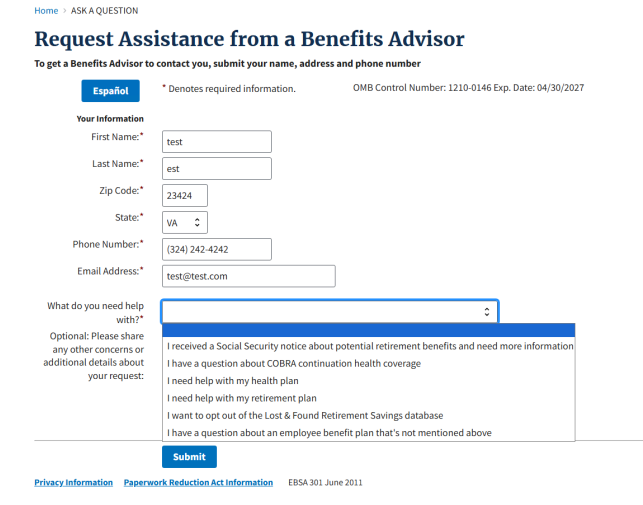 Home > ASK A QUESTION
Request Assistance from a Benefits Advisor
To get a Benefits Advisor to contact you, submit your name, address and phone number
Español
* Denotes required information.
OMB Control Number: 1210-0146 Exp. Date: 04/30/2027
Your Information
First Name:* test
Last Name:* est
Zip Code:* 23424
State:* VA
Phone Number:* (324) 242-4242
Email Address:* test@test.com
What do you need help
with?*
Optional: Please share
any other concerns or
additional details about
your request:
I received a Social Security notice about potential retirement benefits and need more information
I have a question about COBRA continuation health coverage
I need help with my health plan
I need help with my retirement plan
I want to opt out of the Lost & Found Retirement Savings database
I have a question about an employee benefit plan that's not mentioned above
Submit
Privacy Information Paperwork Reduction Act Information EBSA 301 June 2011